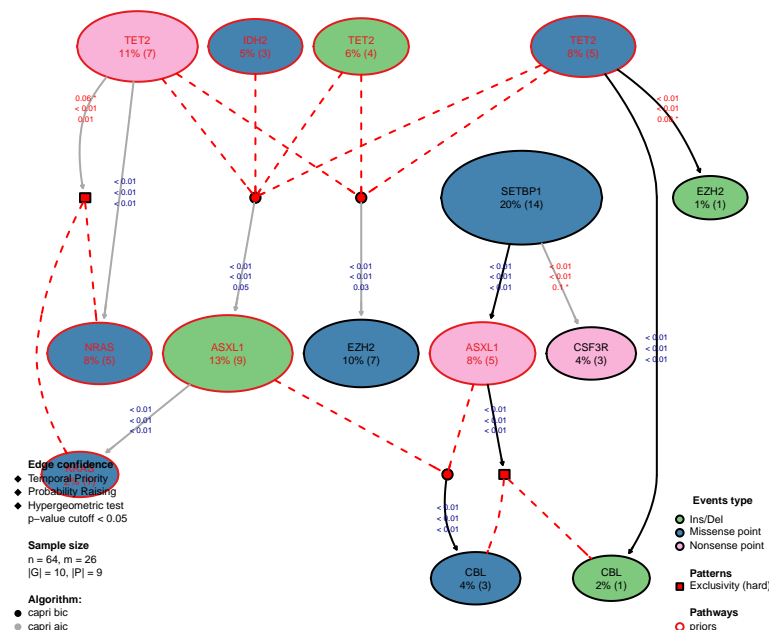 TET2
11% (7)
IDH2
5% (3)
TET2
6% (4)
TET2
8% (5)
0.06 *
< 0.01
0.01
< 0.01
< 0.01
0.08 *
< 0.01
< 0.01
< 0.01
SETBP1
20% (14)
EZH2
1% (1)
< 0.01
< 0.01
0.05
< 0.01
< 0.01
0.03
< 0.01
< 0.01
< 0.01
< 0.01
< 0.01
0.1 *
NRAS
8% (5)
ASXL1
13% (9)
EZH2
10% (7)
ASXL1
8% (5)
CSF3R
4% (3)
< 0.01
< 0.01
< 0.01
< 0.01
< 0.01
< 0.01
< 0.01
< 0.01
< 0.01
Edge confidence
Temporal Priority
Probability Raising
Hypergeometric test
p−value cutoff < 0.05
< 0.01
< 0.01
< 0.01
Sample size
n = 64, m = 26
|G| = 10, |P| = 9
Algorithm:
capri bic
capri aic
CBL
4% (3)
CBL
2% (1)
Events type
Ins/Del
Missense point
Nonsense point
Patterns
Exclusivity (hard)
Pathways
priors